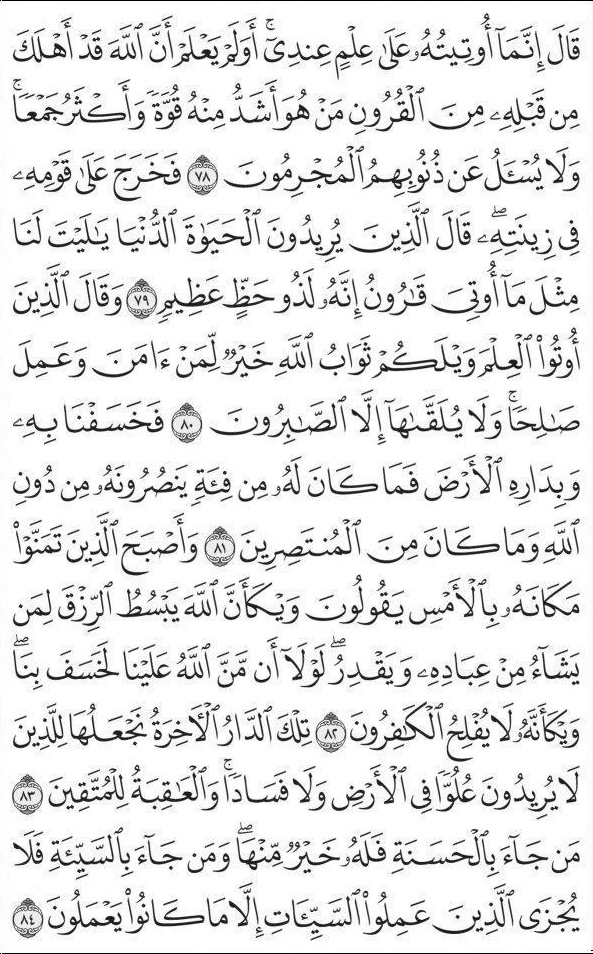 قَالَ إِنَّمَآ أُوتِيتُهُۥ عَلَىٰ عِلْمٍ عِندِىٓۚ أَوَلَمْ يَعْلَمْ أَنَّ ٱللَّهَ قَدْ أَهْلَكَ
مِن قَبْلِهِۦ مِنَ ٱلْقُرُونِ مَنْ هُوَ أَشَدُّ مِنْهُ قُوَّةً وَأَكْثَرُ جَمْعًاۚ
وَلَا يُسْـَٔلُ عَن ذُنُوبِهِمُ ٱلْمُجْرِمُونَ ٧٨ فَخَرَجَ عَلَىٰ قَوْمِهِۦ
فِى زِينَتِهِۦۖ قَالَ ٱلَّذِينَ يُرِيدُونَ ٱلْحَيَوٰةَ ٱلدُّنْيَا يَـٰلَيْتَ لَنَا
مِثْلَ مَآ أُوتِىَ قَـٰرُونُ إِنَّهُۥ لَذُو حَظٍّ عَظِيمٍ ٧٩ وَقَالَ ٱلَّذِينَ
أُوتُوا۟ ٱلْعِلْمَ وَيْلَكُمْ ثَوَابُ ٱللَّهِ خَيْرٌ لِّمَنْ ءَامَنَ وَعَمِلَ
صَـٰلِحًاۚ وَلَا يُلَقَّىٰهَآ إِلَّا ٱلصَّـٰبِرُونَ ٨٠ فَخَسَفْنَا بِهِۦ
وَبِدَارِهِ ٱلْأَرْضَ فَمَا كَانَ لَهُۥ مِن فِئَةٍ يَنصُرُونَهُۥ مِن دُونِ
ٱللَّهِ وَمَا كَانَ مِنَ ٱلْمُنتَصِرِينَ ٨١ وَأَصْبَحَ ٱلَّذِينَ تَمَنَّوْا۟
مَكَانَهُۥ بِٱلْأَمْسِ يَقُولُونَ وَيْكَأَنَّ ٱللَّهَ يَبْسُطُ ٱلرِّزْقَ لِمَن
يَشَآءُ مِنْ عِبَادِهِۦ وَيَقْدِرُۖ لَوْلَآ أَن مَّنَّ ٱللَّهُ عَلَيْنَا لَخَسَفَ بِنَاۖ
وَيْكَأَنَّهُۥ لَا يُفْلِحُ ٱلْكَـٰفِرُونَ ٨٢ تِلْكَ ٱلدَّارُ ٱلْـَٔاخِرَةُ نَجْعَلُهَا لِلَّذِينَ
لَا يُرِيدُونَ عُلُوًّا فِى ٱلْأَرْضِ وَلَا فَسَادًاۚ وَٱلْعَـٰقِبَةُ لِلْمُتَّقِينَ ٨٣
مَن جَآءَ بِٱلْحَسَنَةِ فَلَهُۥ خَيْرٌ مِّنْهَاۖ وَمَن جَآءَ بِٱلسَّيِّئَةِ فَلَا
يُجْزَى ٱلَّذِينَ عَمِلُوا۟ ٱلسَّيِّـَٔاتِ إِلَّا مَا كَانُوا۟ يَعْمَلُونَ ٨٤